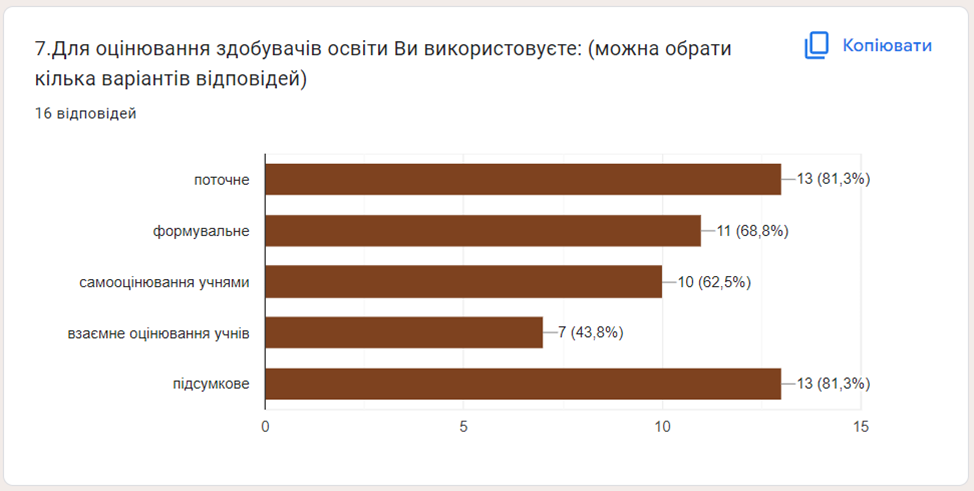 7.Для оцінювання здобувачів освіти Ви використовуєте: (можна обрати
кілька варіантів відповідей)
Копіювати
16 відповідей
поточне 13 (81,3%)
формувальне 11 (68,8%)
самооцінювання учнями 10 (62,5%)
взаємне оцінювання учнів 7 (43,8%)
підсумкове 13 (81,3%)
0 5 10 15